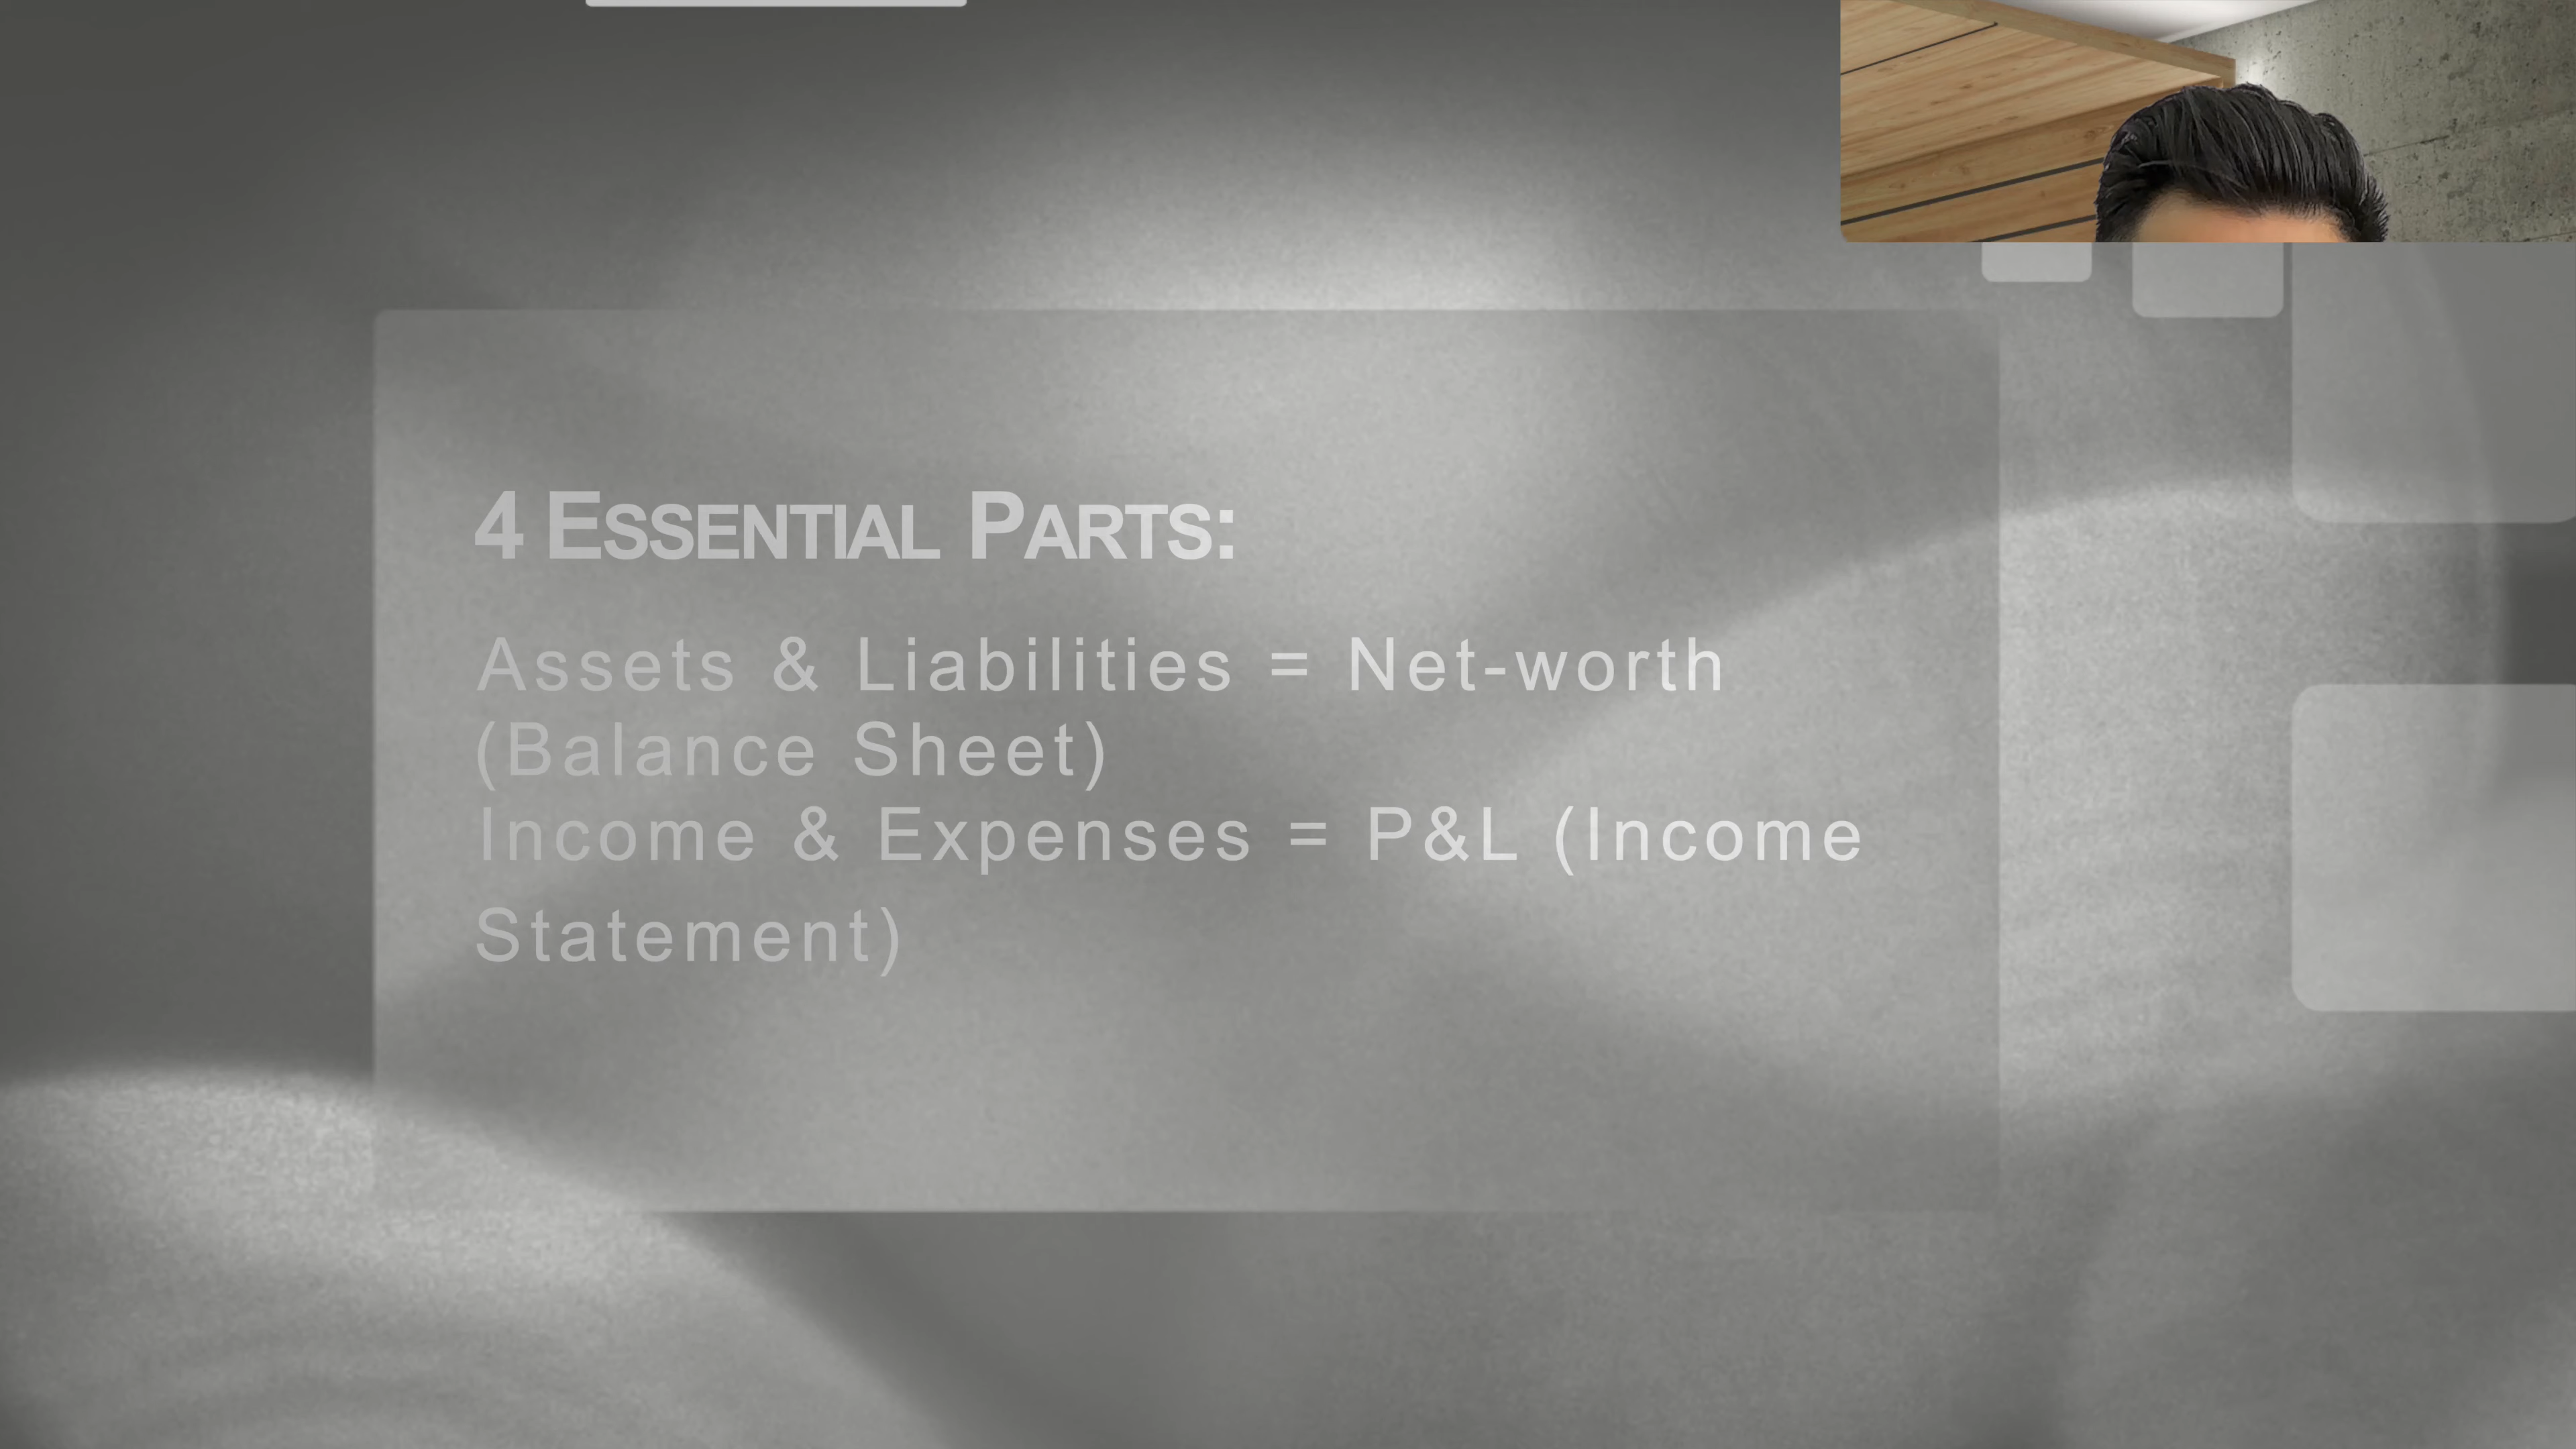 4 ESSENTIAL PARTS:
Assets & Liabilities = Net-worth
(Balance Sheet)
Income & Expenses = P&L (Income
Statement)